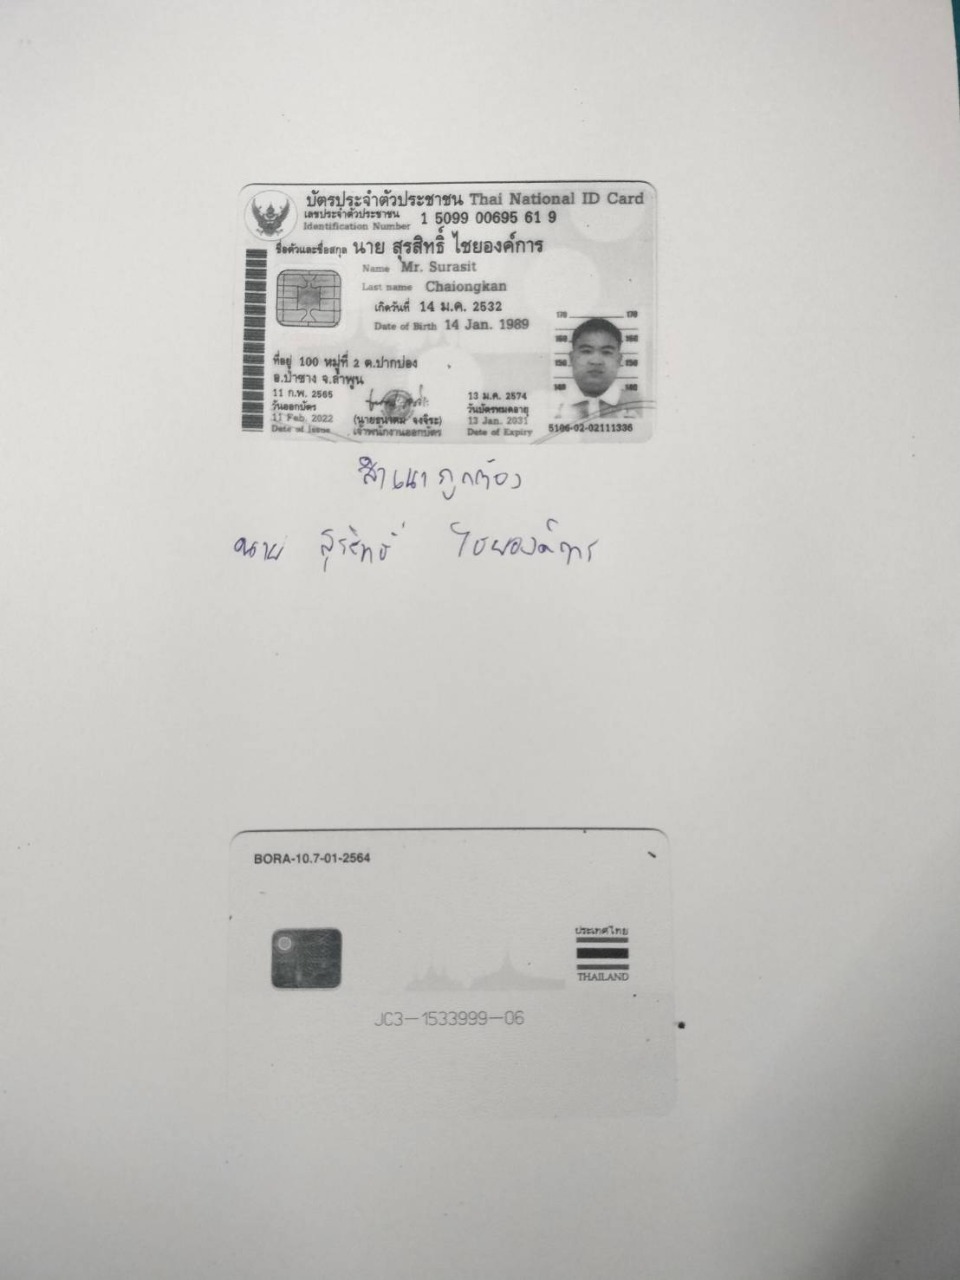 บัตรประจำตัวประชาชน Thai National ID Card
เลขประจำตัวประชาชน
Identification Number
1 5099 00695 61 9
ชื่อตัวและชื่อสกุล นาย สุรสิทธิ์ ไชยองค์การ
Name Mr. Surasit
Last name Chaiongkan
เกิดวันที่ 14 ม.ค. 2532
Date of Birth 14 Jan. 1989
ที่อยู่ 100 หมู่ที่ 2 ต.ปากบ่อง
อ.ป่าซาง จ.ลำพูน
11 ก.พ. 2565
วันออกบัตร
11 Feb. 2022
Date of Issue
เจ้าพนักงานออกบัตร
13 ม.ค. 2574
วันบัตรหมดอายุ
13 Jan. 2031
Date of Expiry
170 170
160 160
150 150
140 140
5106-02-02111336
สำเนาถูกต้อง
นาย สุรสิทธิ์ ไชยองค์การ
BORA-10.7-01-2564
ประเทศไทย
THAILAND
JC3-1533999-06